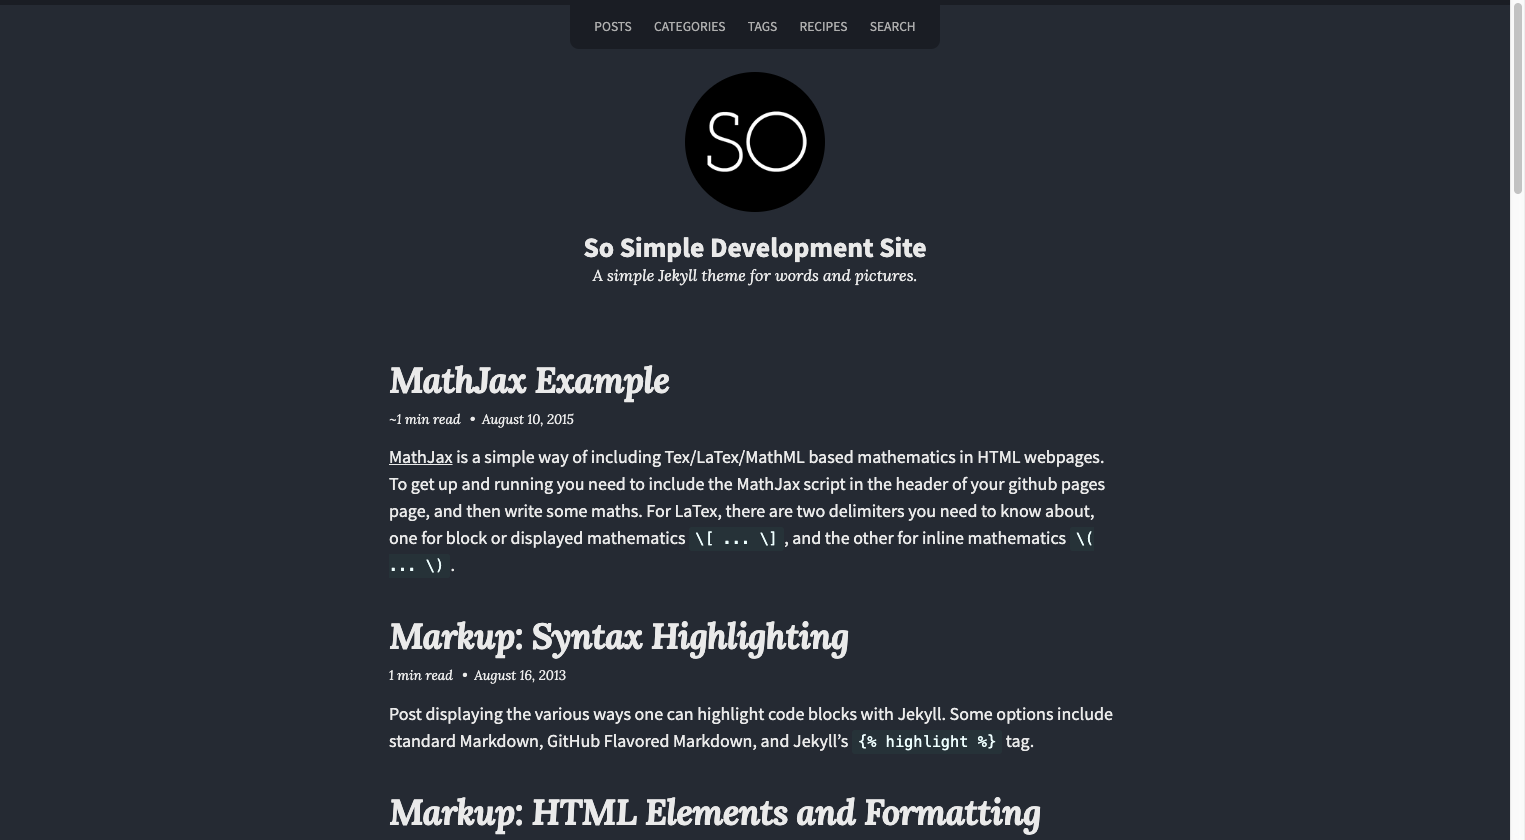 POSTS CATEGORIES TAGS RECIPES SEARCH
SO
So Simple Development Site
A simple Jekyll theme for words and pictures.
MathJax Example
~1 min read • August 10, 2015
MathJax is a simple way of including Tex/LaTex/MathML based mathematics in HTML webpages.
To get up and running you need to include the MathJax script in the header of your github pages
page, and then write some maths. For LaTex, there are two delimiters you need to know about,
one for block or displayed mathematics \[ ... \], and the other for inline mathematics \(
... \).
Markup: Syntax Highlighting
1 min read • August 16, 2013
Post displaying the various ways one can highlight code blocks with Jekyll. Some options include
standard Markdown, GitHub Flavored Markdown, and Jekyll’s {% highlight %} tag.
Markup: HTML Elements and Formatting